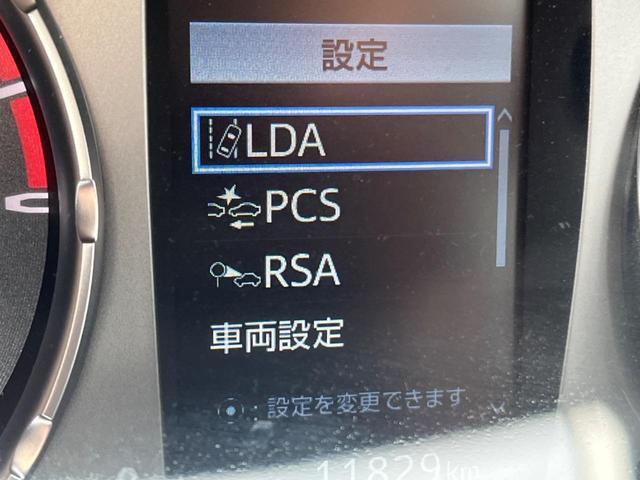 設定
LDA
PCS
RSA
車両設定
: 設定を変更できます
11829km